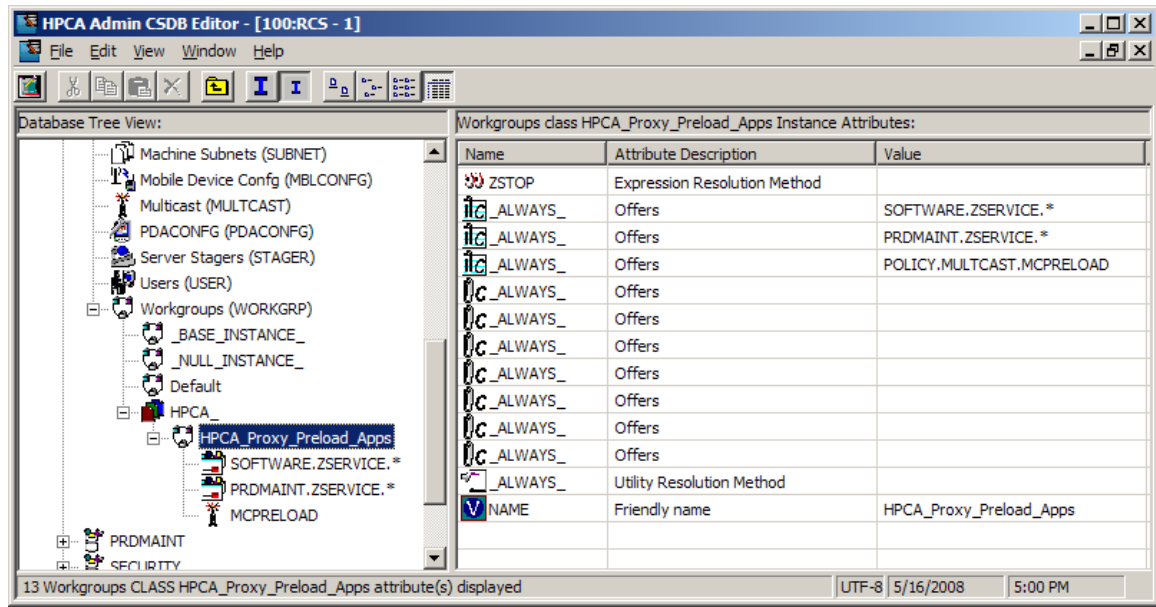 HPCA Admin CSDB Editor - [100:RCS - 1]
File Edit View Window Help
Database Tree View:
Machine Subnets (SUBNET)
Mobile Device Confg (MBLCONFG)
Multicast (MULTCAST)
PDACONFG (PDACONFG)
Server Stagers (STAGER)
Users (USER)
Workgroups (WORKGRP)
_BASE_INSTANCE_
_NULL_INSTANCE_
Default
HPCA_
HPCA_Proxy_Preload_Apps
SOFTWARE.ZSERVICE.*
PRDMAINT.ZSERVICE.*
MCPRELOAD
PRDMAINT
SECURITY
Workgroups class HPCA_Proxy_Preload_Apps Instance Attributes:
Name Attribute Description Value
ZSTOP Expression Resolution Method
_ALWAYS_ Offers SOFTWARE.ZSERVICE.*
_ALWAYS_ Offers PRDMAINT.ZSERVICE.*
_ALWAYS_ Offers POLICY.MULTCAST.MCPRELOAD
_ALWAYS_ Offers
_ALWAYS_ Offers
_ALWAYS_ Offers
_ALWAYS_ Offers
_ALWAYS_ Offers
_ALWAYS_ Offers
_ALWAYS_ Offers
_ALWAYS_ Utility Resolution Method
NAME Friendly name HPCA_Proxy_Preload_Apps
13 Workgroups CLASS HPCA_Proxy_Preload_Apps attribute(s) displayed
UTF-8 5/16/2008 5:00 PM